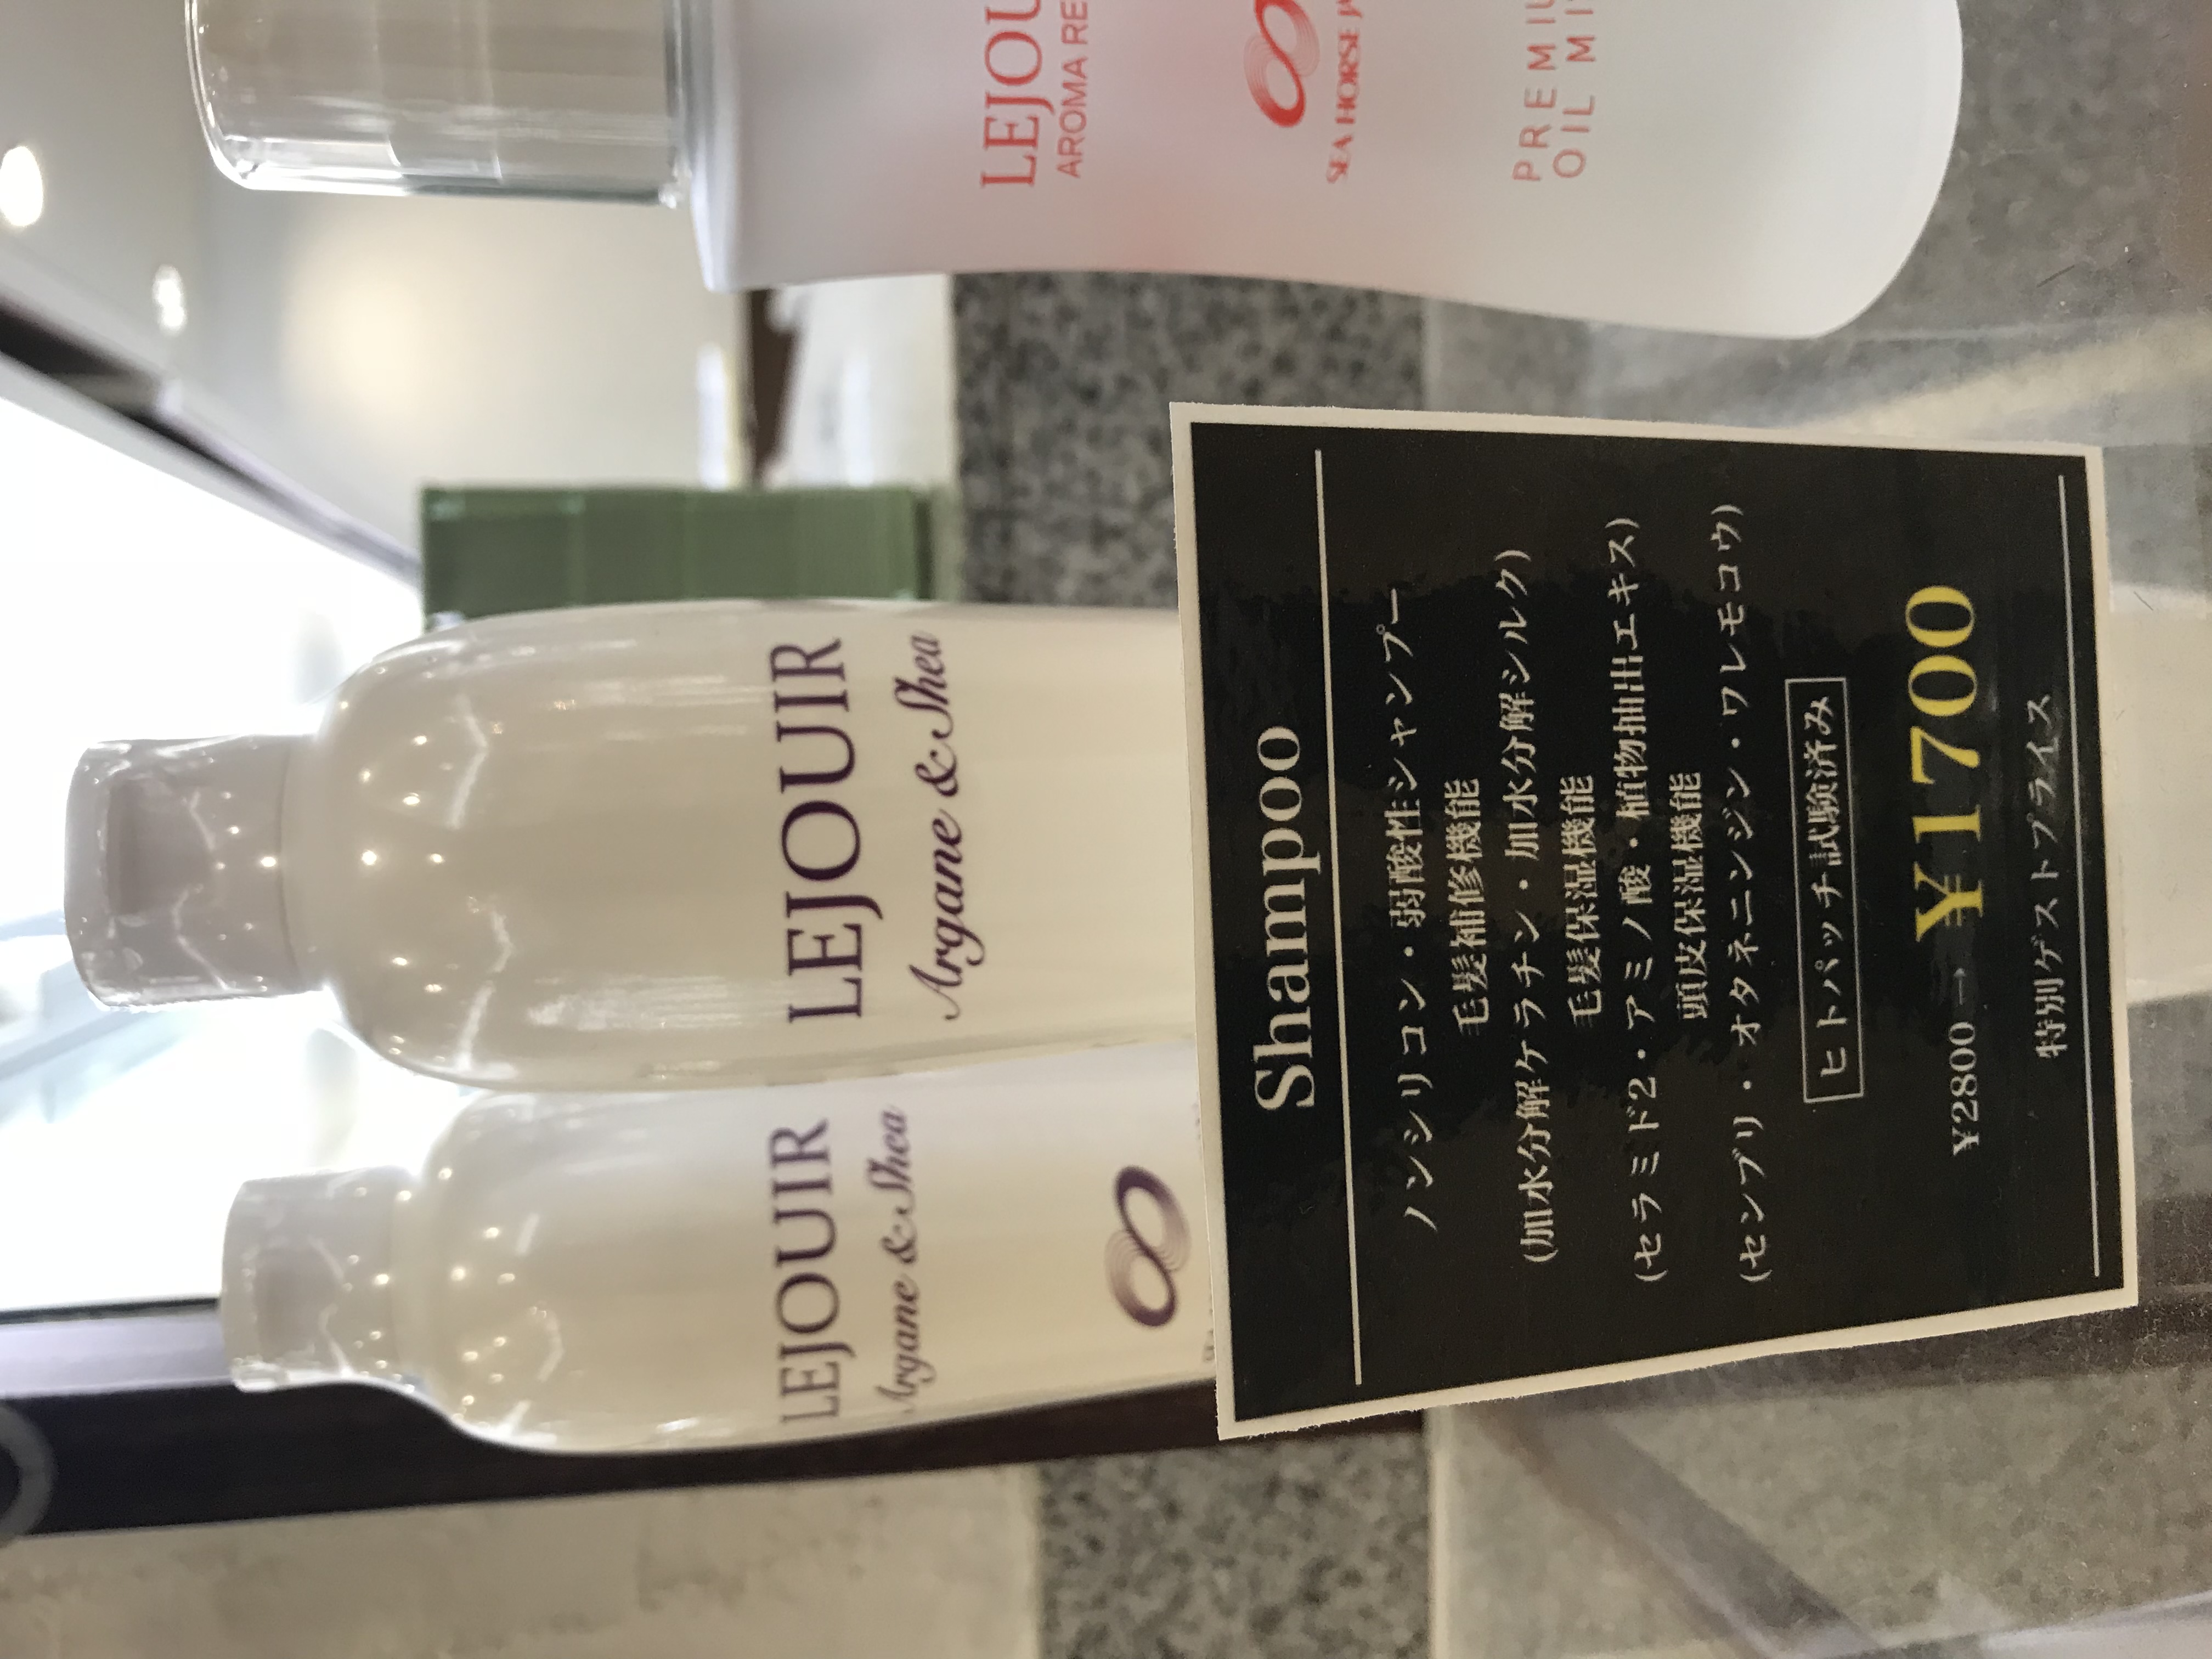 LEJOUIR
Argane & Shea
LEJOUIR
Argane & Shea
LEJOU
AROMA RE
SEA HORSE
PREMIU
OIL MI
Shampoo
ノンシリコン・弱酸性シャンプー
毛髪補修機能
(加水分解ケラチン・加水分解シルク)
毛髪保湿機能
(セラミド2・アミノ酸・植物抽出エキス)
頭皮保湿機能
(センブリ・オタネニンジン・ワレモコウ)
ヒトパッチ試験済み
¥2800 → ¥1700
特別ゲストプライス